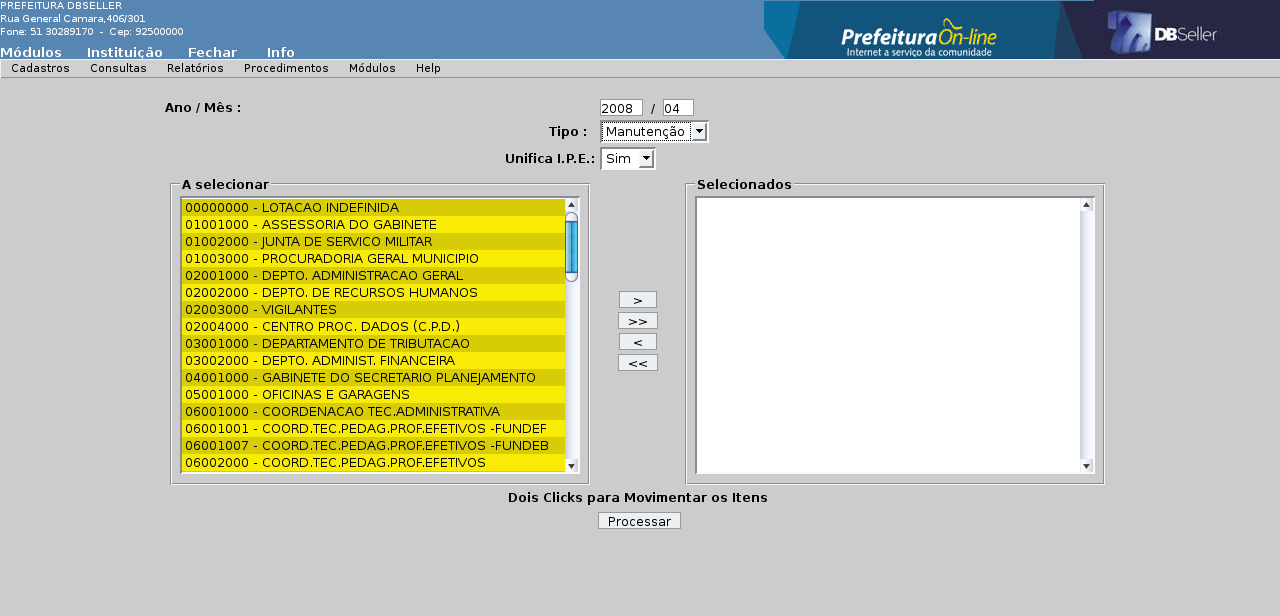 PREFEITURA DBSELLER
Rua General Camara,406/301
Fone: 51 30289170 - Cep: 92500000
Módulos Instituição Fechar Info
Prefeitura On-line
Internet a serviço da comunidade
DBSeller
Cadastros Consultas Relatórios Procedimentos Módulos Help
Ano / Mês : 2008 / 04
Tipo : Manutenção
Unifica I.P.E.: Sim
A selecionar
00000000 - LOTACAO INDEFINIDA
01001000 - ASSESSORIA DO GABINETE
01002000 - JUNTA DE SERVICO MILITAR
01003000 - PROCURADORIA GERAL MUNICIPIO
02001000 - DEPTO. ADMINISTRACAO GERAL
02002000 - DEPTO. DE RECURSOS HUMANOS
02003000 - VIGILANTES
02004000 - CENTRO PROC. DADOS (C.P.D.)
03001000 - DEPARTAMENTO DE TRIBUTACAO
03002000 - DEPTO. ADMINIST. FINANCEIRA
04001000 - GABINETE DO SECRETARIO PLANEJAMENTO
05001000 - OFICINAS E GARAGENS
06001000 - COORDENACAO TEC.ADMINISTRATIVA
06001001 - COORD.TEC.PEDAG.PROF.EFETIVOS -FUNDEF
06001007 - COORD.TEC.PEDAG.PROF.EFETIVOS -FUNDEB
06002000 - COORD.TEC.PEDAG.PROF.EFETIVOS
>
>>
<
<<
Selecionados
Dois Clicks para Movimentar os Itens
Processar